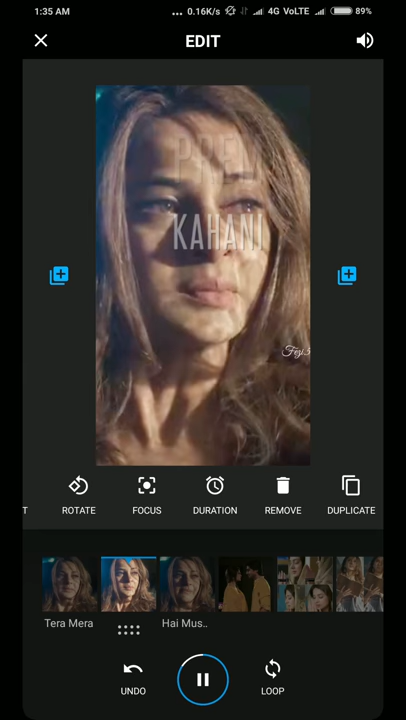 1:35 AM ... 0.16K/s 4G VoLTE 89%
EDIT
PREM
KAHANI
T ROTATE FOCUS DURATION REMOVE DUPLICATE
Tera Mera Hai Mus..
UNDO LOOP